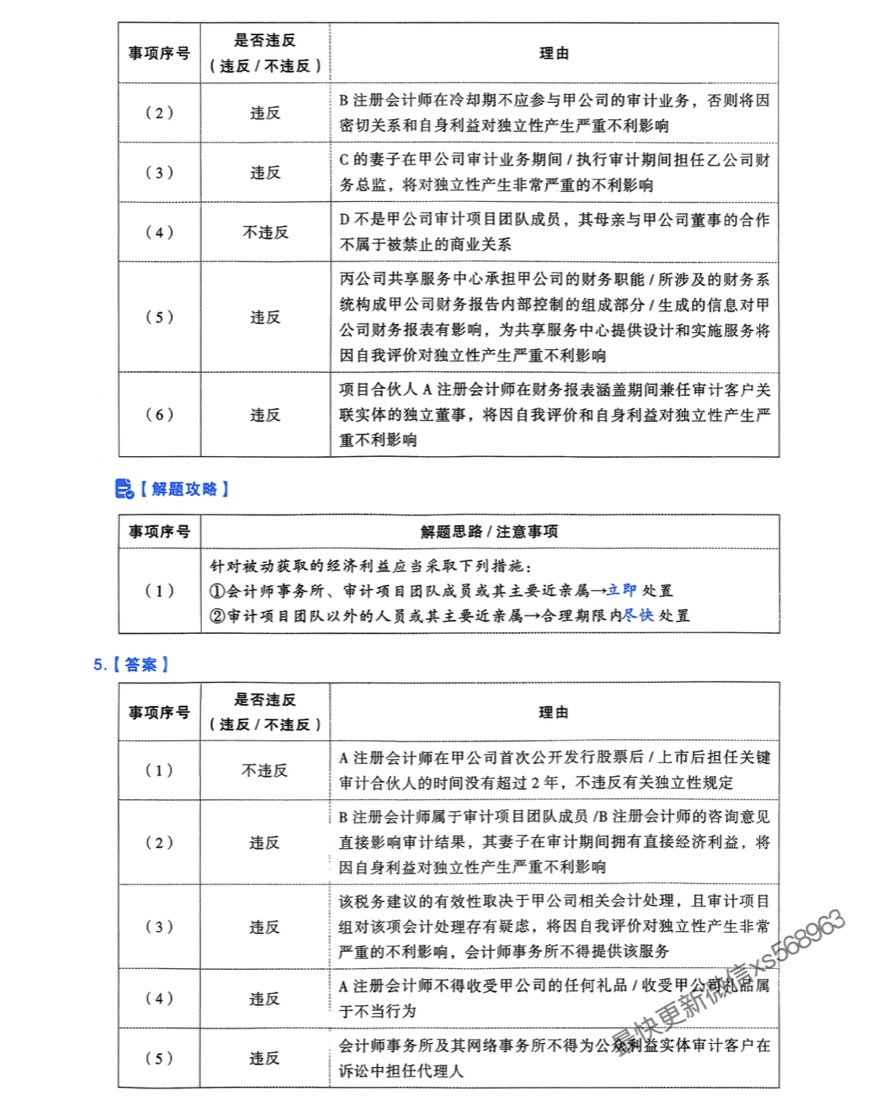 事项序号
是否违反
（违反 / 不违反）
理由
（2）
违反
B 注册会计师在冷却期不应参与甲公司的审计业务，否则将因
密切关系和自身利益对独立性产生严重不利影响
（3）
违反
C 的妻子在甲公司审计业务期间 / 执行审计期间担任乙公司财
务总监，将对独立性产生非常严重的不利影响
（4）
不违反
D 不是甲公司审计项目团队成员，其母亲与甲公司董事的合作
不属于被禁止的商业关系
（5）
违反
丙公司共享服务中心承担甲公司的财务职能 / 所涉及的财务系
统构成甲公司财务报告内部控制的组成部分 / 生成的信息对甲
公司财务报表有影响，为共享服务中心提供设计和实施服务将
因自我评价对独立性产生严重不利影响
（6）
违反
项目合伙人 A 注册会计师在财务报表涵盖期间兼任审计客户关
联实体的独立董事，将因自我评价和自身利益对独立性产生严
重不利影响
【解题攻略】
事项序号
解题思路 / 注意事项
（1）
针对被动获取的经济利益应当采取下列措施：
①会计师事务所、审计项目团队成员或其主要近亲属→立即 处置
②审计项目团队以外的人员或其主要近亲属→合理期限内尽快 处置
5.【答案】
事项序号
是否违反
（违反 / 不违反）
理由
（1）
不违反
A 注册会计师在甲公司首次公开发行股票后 / 上市后担任关键
审计合伙人的时间没有超过 2 年，不违反有关独立性规定
（2）
违反
B 注册会计师属于审计项目团队成员 /B 注册会计师的咨询意见
直接影响审计结果，其妻子在审计期间拥有直接经济利益，将
因自身利益对独立性产生严重不利影响
（3）
违反
该税务建议的有效性取决于甲公司相关会计处理，且审计项目
组对该项会计处理存有疑虑，将因自我评价对独立性产生非常
严重的不利影响，会计师事务所不得提供该服务
（4）
违反
A 注册会计师不得收受甲公司的任何礼品 / 收受甲公司礼品属
于不当行为
（5）
违反
会计师事务所及其网络事务所不得为公众利益实体审计客户在
诉讼中担任代理人
最快更新微信xs568963